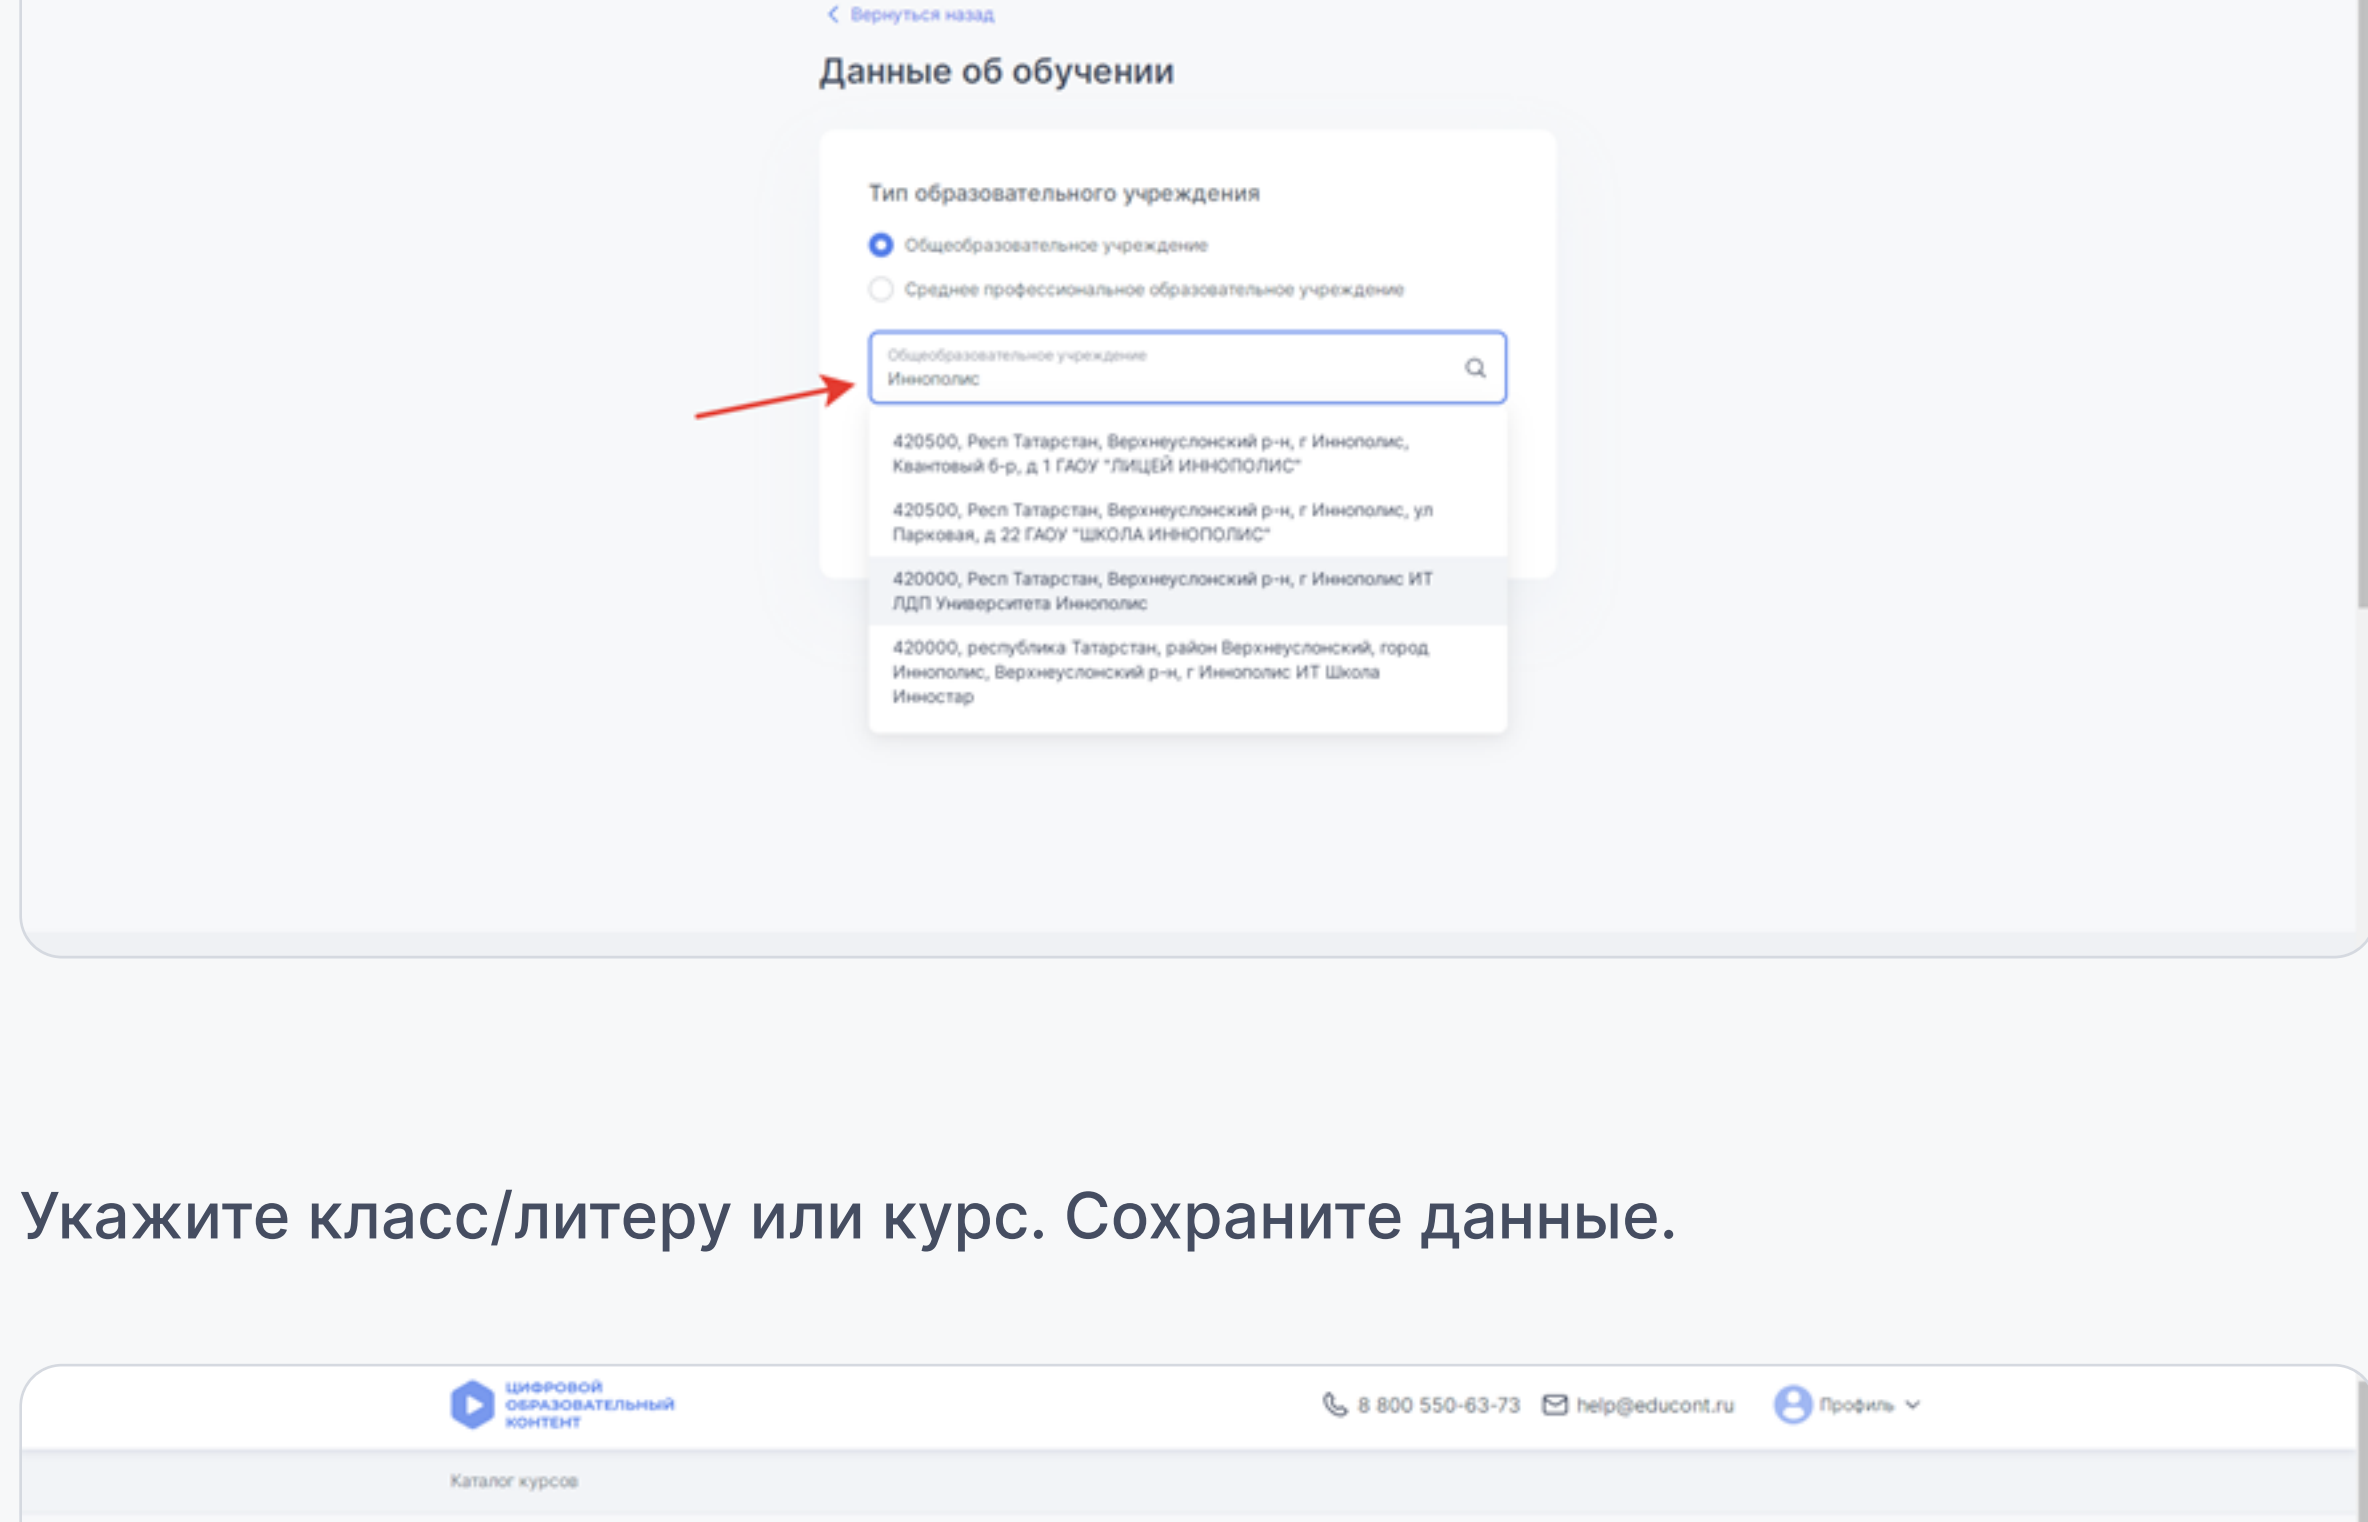 Вернуться назад
Данные об обучении
Тип образовательного учреждения
Общеобразовательное учреждение
Среднее профессиональное образовательное учреждение
Общеобразовательное учреждение
Иннополис
420500, Респ Татарстан, Верхнеуслонский р-н, г Иннополис,
Квантовый б-р, д 1 ГАОУ "ЛИЦЕЙ ИННОПОЛИС"
420500, Респ Татарстан, Верхнеуслонский р-н, г Иннополис, ул
Парковая, д 22 ГАОУ "ШКОЛА ИННОПОЛИС"
420000, Респ Татарстан, Верхнеуслонский р-н, г Иннополис ИТ
ЛДП Университета Иннополис
420000, республика Татарстан, район Верхнеуслонский, город
Иннополис, Верхнеуслонский р-н, г Иннополис ИТ Школа
Инностар
Укажите класс/литеру или курс. Сохраните данные.
ЦИФРОВОЙ
ОБРАЗОВАТЕЛЬНЫЙ
КОНТЕНТ
8 800 550-63-73 help@educont.ru Профиль
Каталог курсов